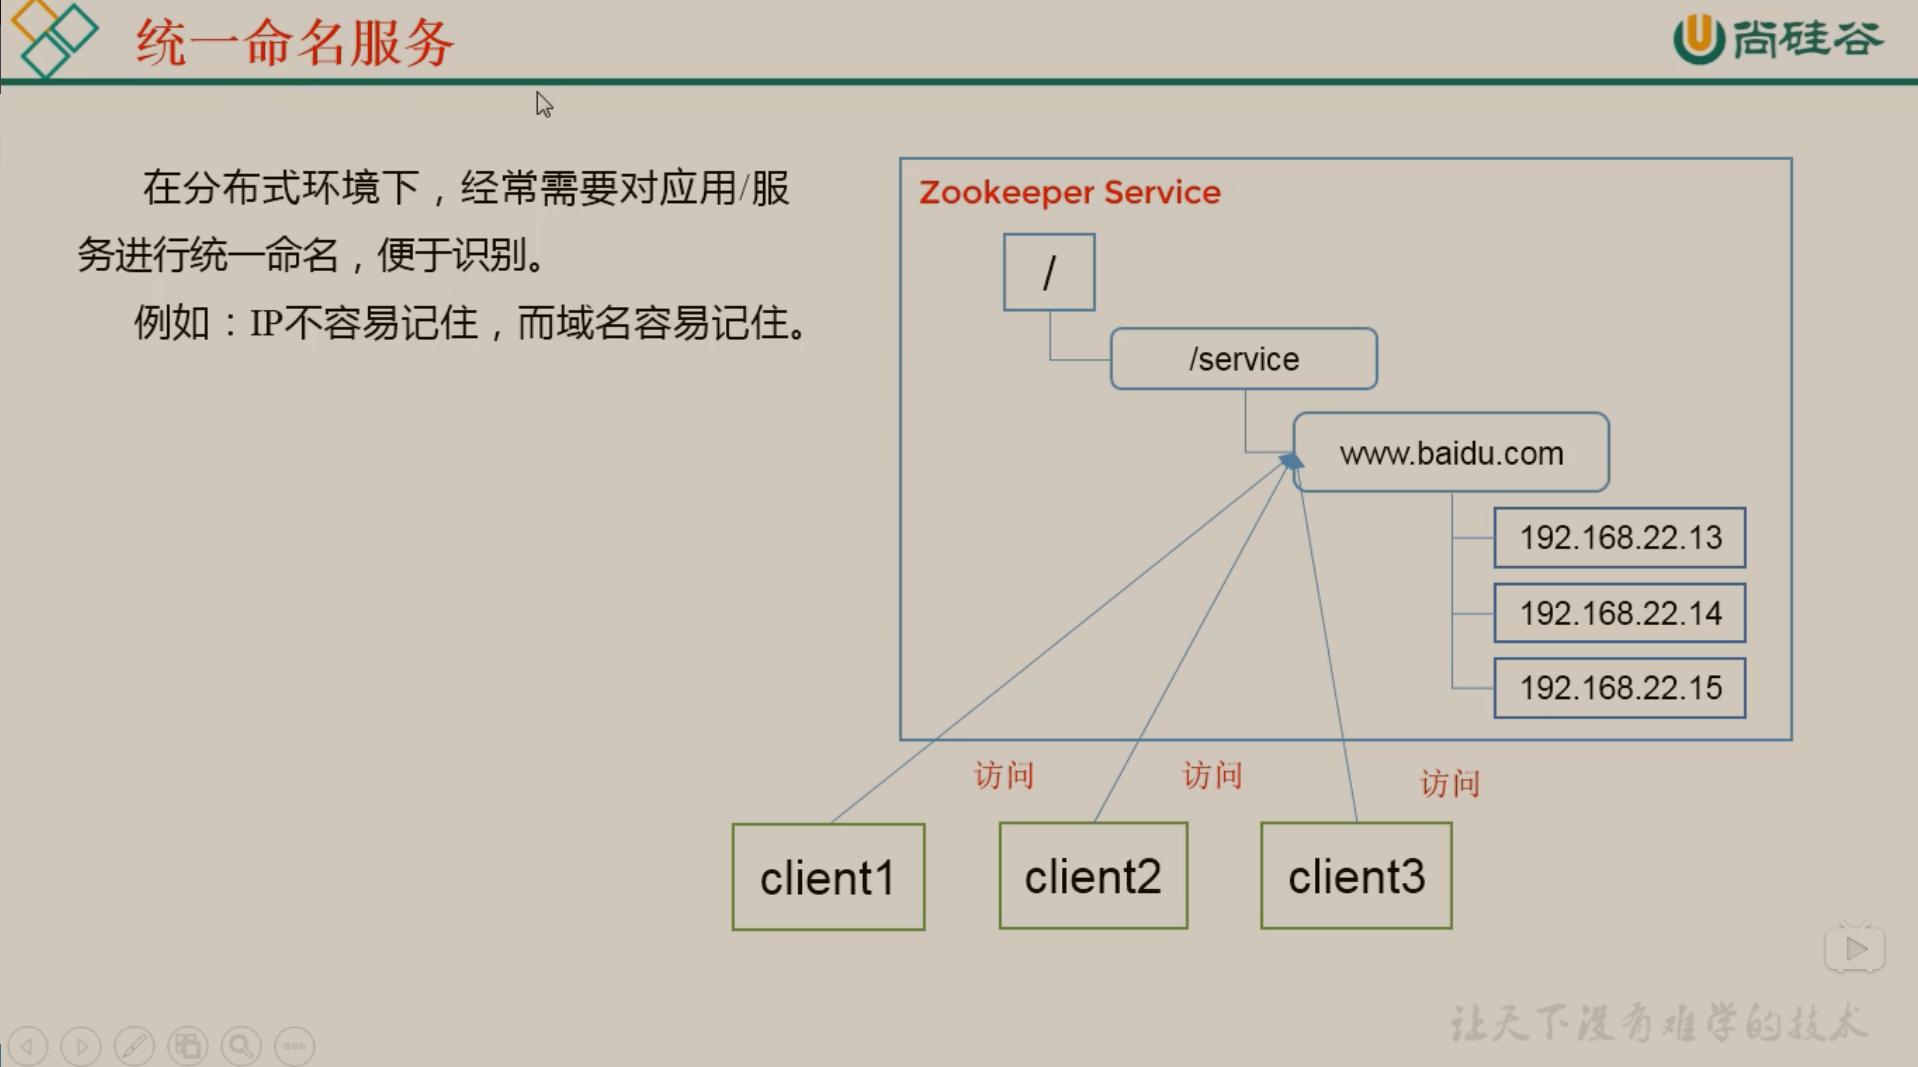 统一命名服务
尚硅谷
在分布式环境下，经常需要对应用/服
务进行统一命名，便于识别。
例如：IP不容易记住，而域名容易记住。
Zookeeper Service
/
/service
www.baidu.com
192.168.22.13
192.168.22.14
192.168.22.15
访问
访问
访问
client1
client2
client3
让天下没有难学的技术